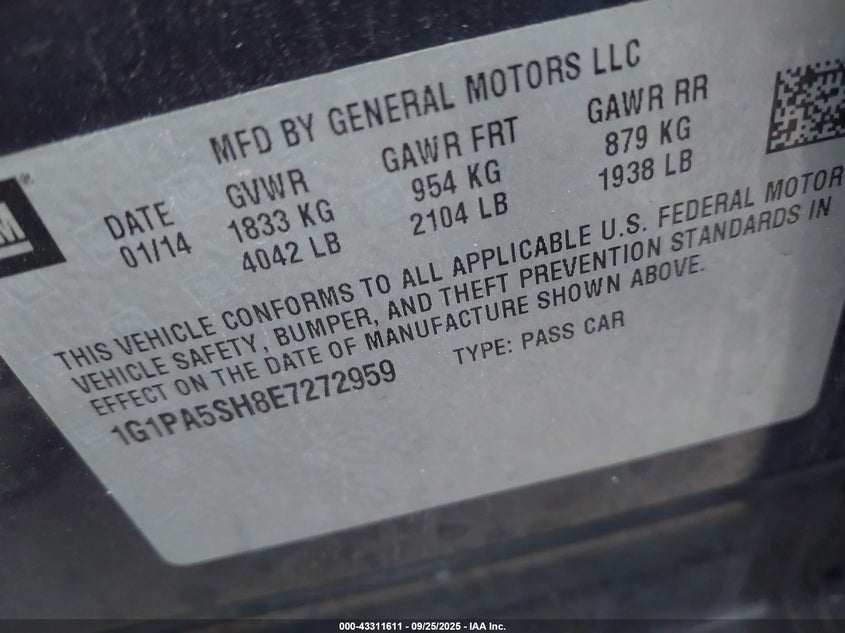 MFD BY GENERAL MOTORS LLC
DATE GVWR GAWR FRT GAWR RR
01/14 1833 KG 954 KG 879 KG
4042 LB 2104 LB 1938 LB
THIS VEHICLE CONFORMS TO ALL APPLICABLE U.S. FEDERAL MOTOR
VEHICLE SAFETY, BUMPER, AND THEFT PREVENTION STANDARDS IN
EFFECT ON THE DATE OF MANUFACTURE SHOWN ABOVE.
1G1PA5SH8E7272959 TYPE: PASS CAR
000-43311611 - 09/25/2025 - IAA Inc.